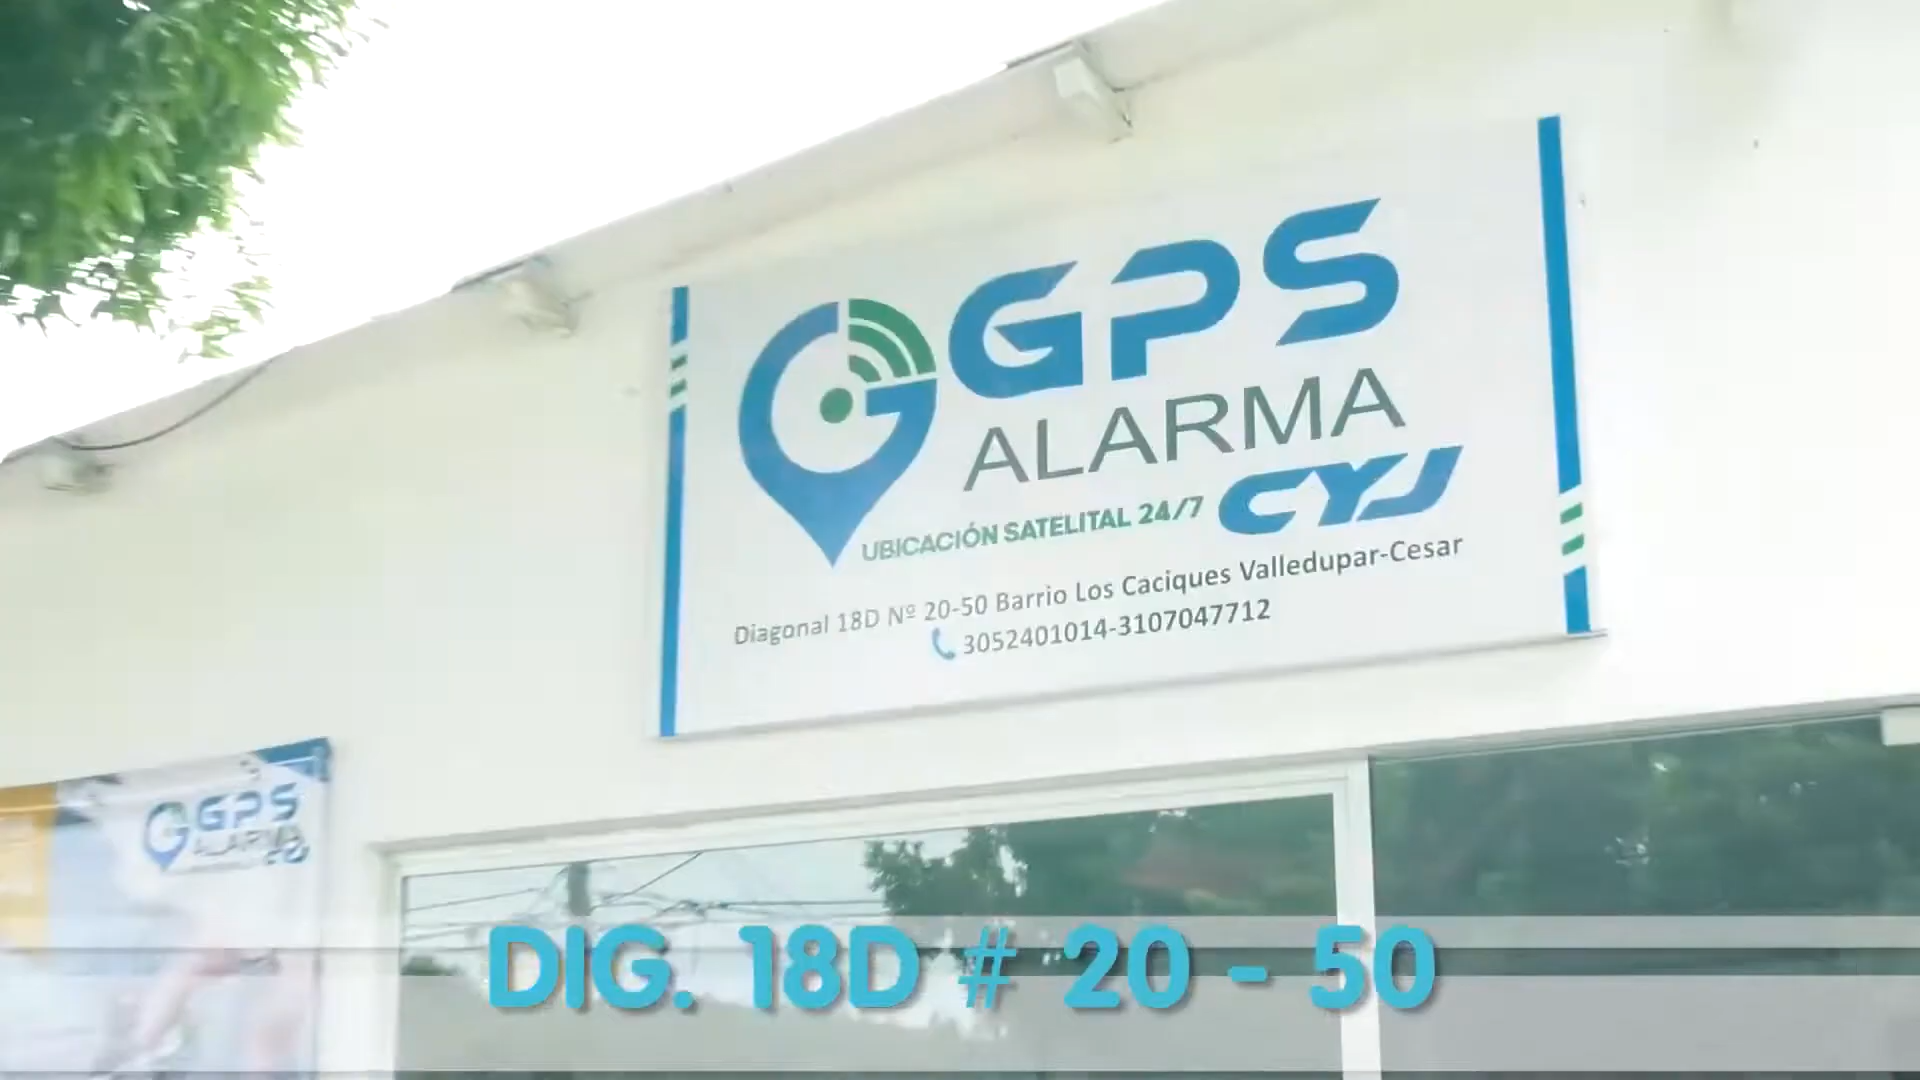 GPS
ALARMA
CYJ
UBICACIÓN SATELITAL 24/7
Diagonal 18D Nº 20-50 Barrio Los Caciques Valledupar-Cesar
3052401014-3107047712
GPS
ALARMA
DIG. 18D # 20 - 50